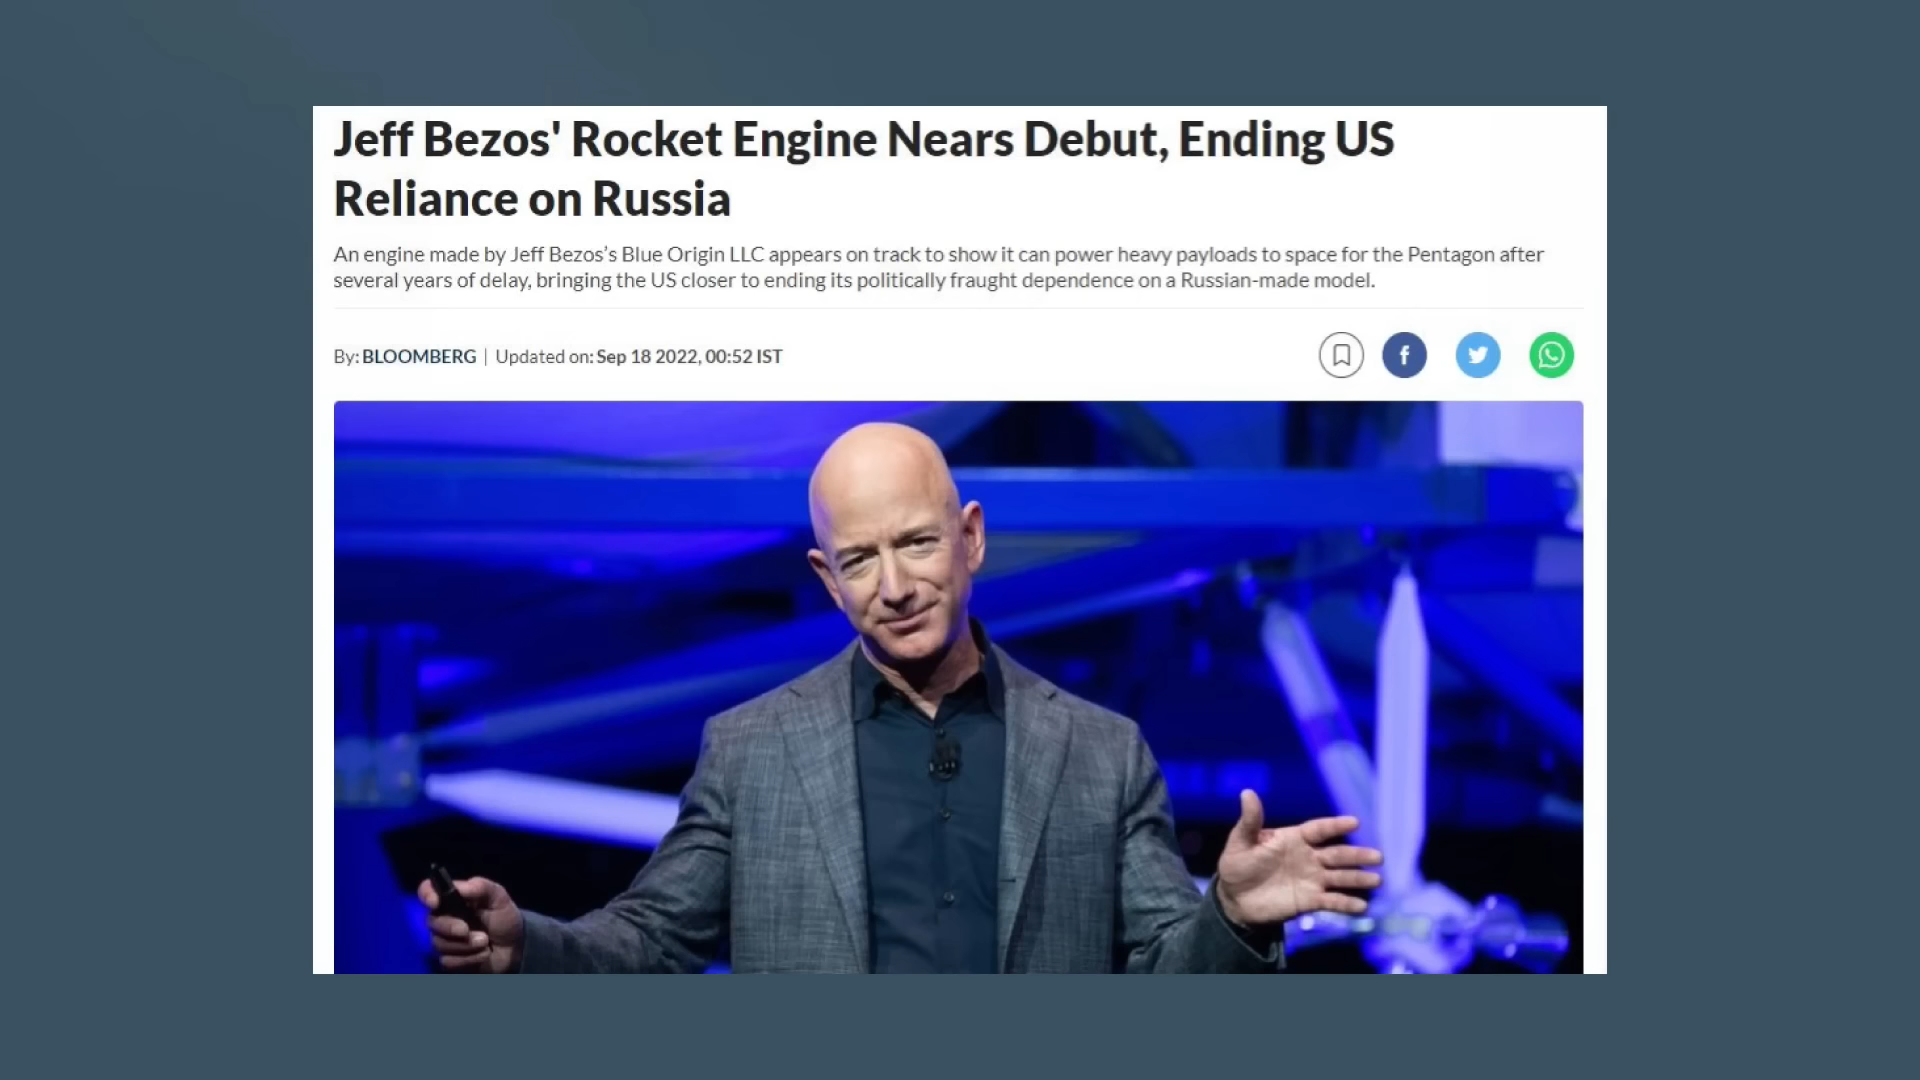 Jeff Bezos' Rocket Engine Nears Debut, Ending US
Reliance on Russia
An engine made by Jeff Bezos’s Blue Origin LLC appears on track to show it can power heavy payloads to space for the Pentagon after
several years of delay, bringing the US closer to ending its politically fraught dependence on a Russian-made model.
By: BLOOMBERG | Updated on: Sep 18 2022, 00:52 IST